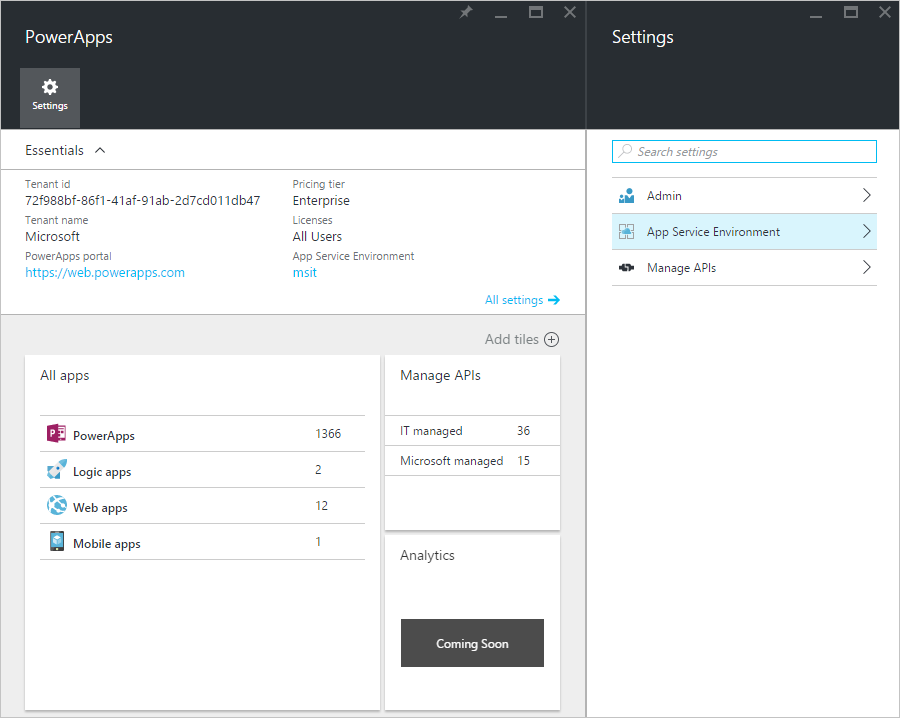 PowerApps
Settings
Essentials
Tenant id
72f988bf-86f1-41af-91ab-2d7cd011db47
Tenant name
Microsoft
PowerApps portal
https://web.powerapps.com
Pricing tier
Enterprise
Licenses
All Users
App Service Environment
msit
All settings
Add tiles
All apps
PowerApps 1366
Logic apps 2
Web apps 12
Mobile apps 1
Manage APIs
IT managed 36
Microsoft managed 15
Analytics
Coming Soon
Settings
Search settings
Admin
App Service Environment
Manage APIs